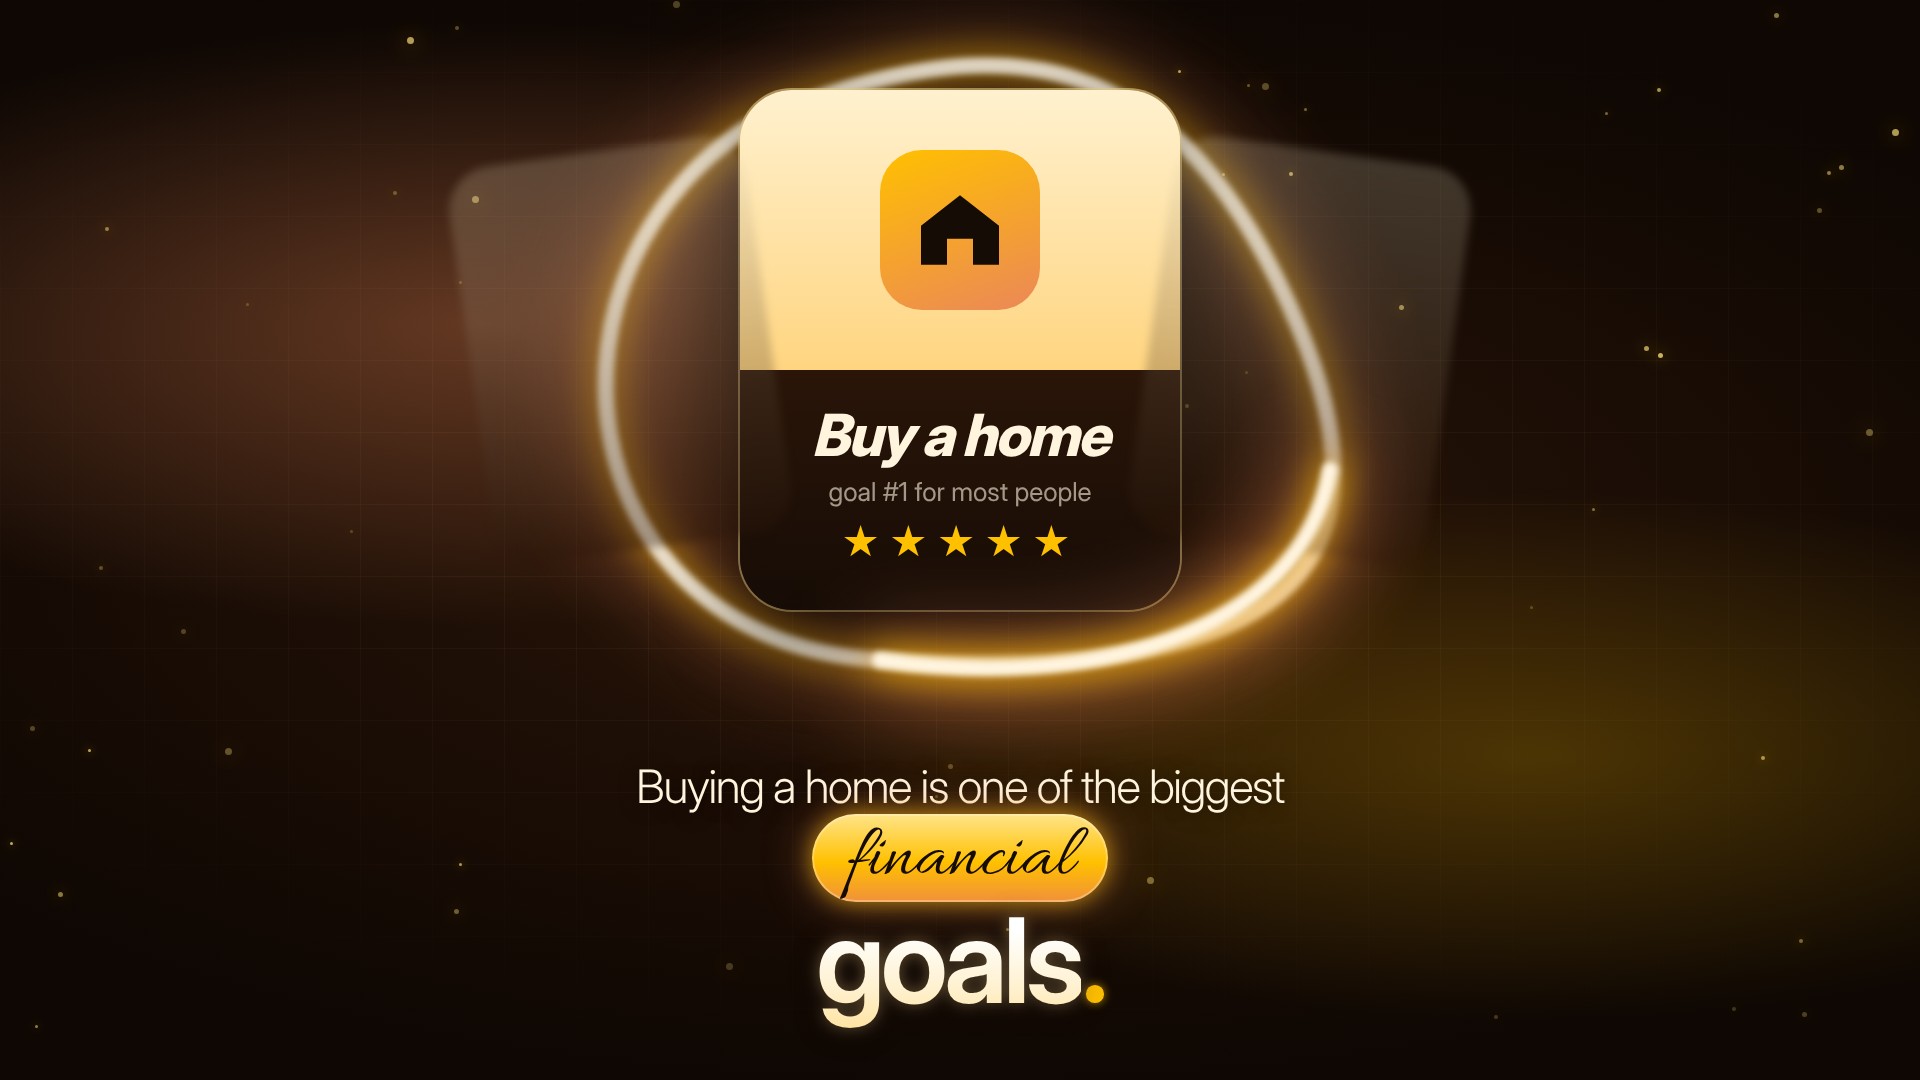 Buy a home
goal #1 for most people
Buying a home is one of the biggest
financial
goals.